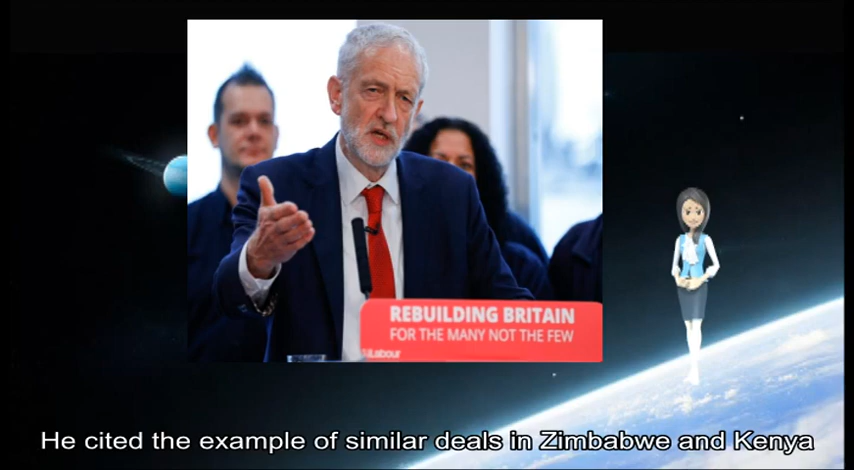 REBUILDING BRITAIN
FOR THE MANY NOT THE FEW
Labour
He cited the example of similar deals in Zimbabwe and Kenya